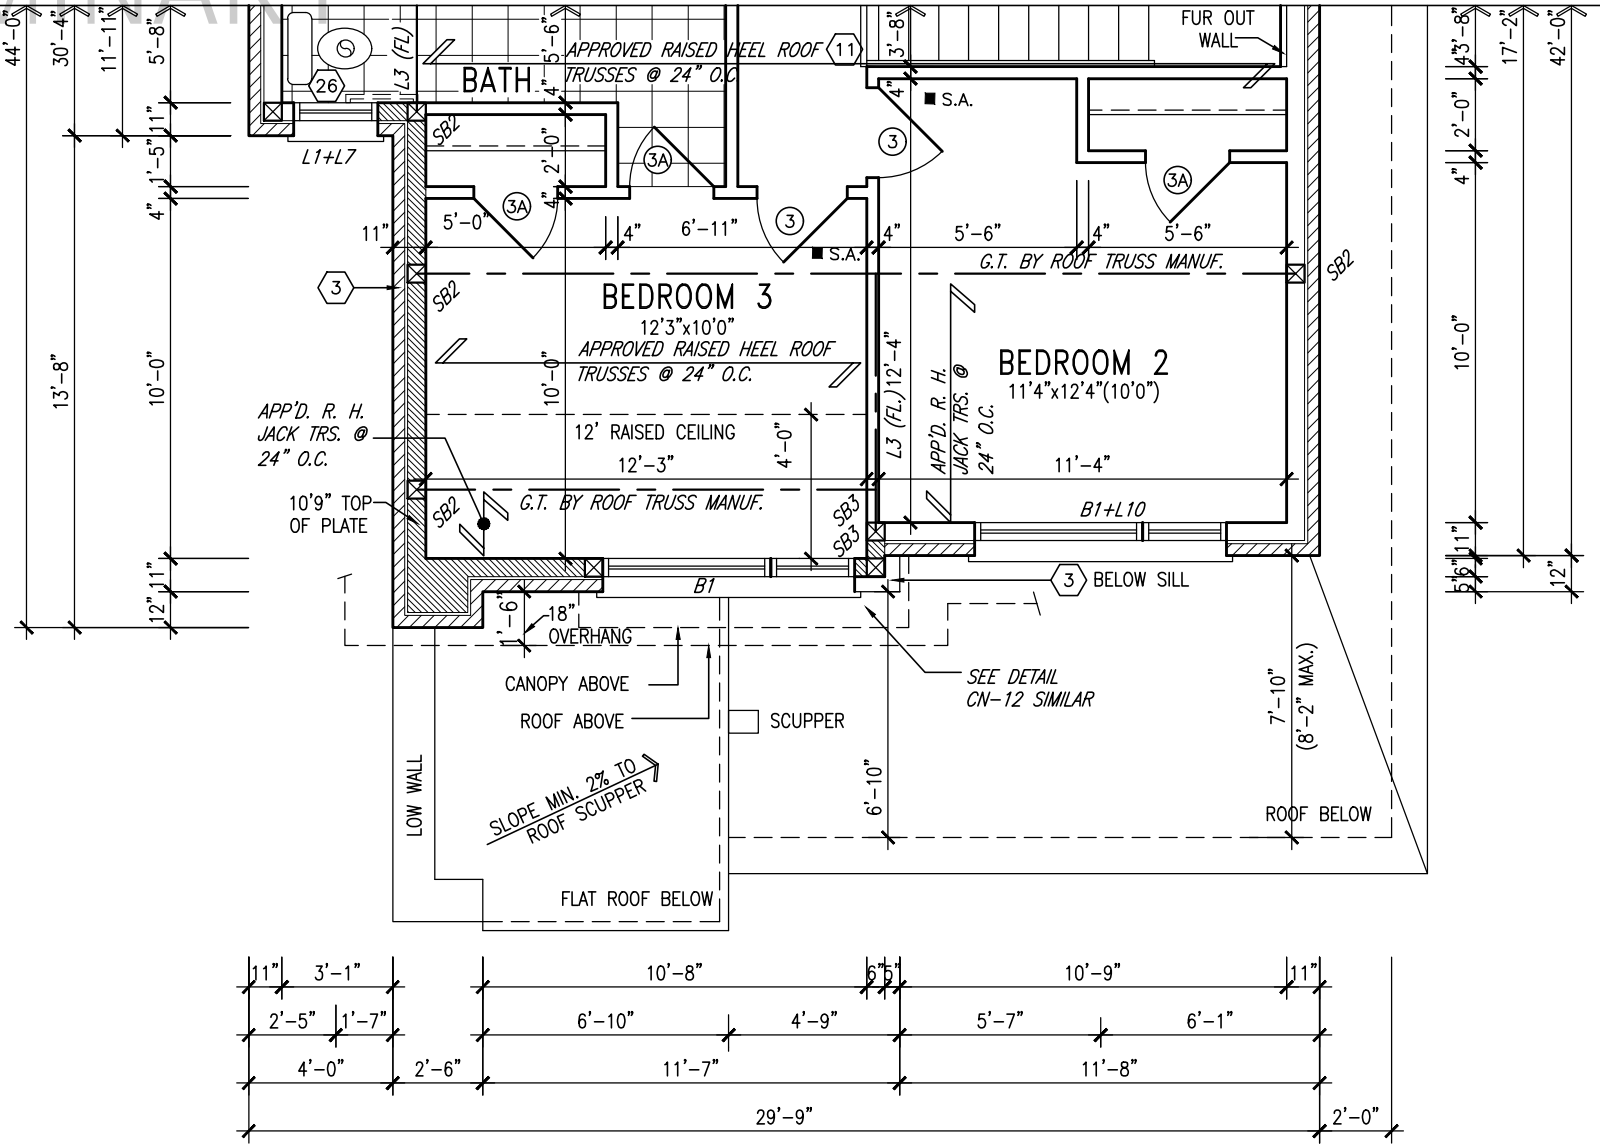 44'-0"
30'-4"
11'-1"
5'-8"
11"
1'-5"
4"
13'-8"
10'-0"
11"
12"
26
L3 (FL)
BATH
APPROVED RAISED HEEL ROOF
TRUSSES @ 24" O.C.
11
5'-6"
4"
3'-8"
4"
FUR OUT
WALL
S.A.
L1+L7
SB2
2'-0"
4"
3A
3
3A
3A
3
11"
5'-0"
4"
6'-11"
4"
5'-6"
4"
5'-6"
S.A.
G.T. BY ROOF TRUSS MANUF.
SB2
3
SB2
BEDROOM 3
12'3"x10'0"
APPROVED RAISED HEEL ROOF
TRUSSES @ 24" O.C.
10'-0"
12' RAISED CEILING
4'-0"
12'-3"
L3 (FL.)
12'-4"
APP'D. R. H.
JACK TRS. @
24" O.C.
BEDROOM 2
11'4"x12'4"(10'0")
11'-4"
APP'D. R. H.
JACK TRS. @
24" O.C.
10'9" TOP
OF PLATE
SB2
G.T. BY ROOF TRUSS MANUF.
SB3
SB3
B1+L10
B1
3
BELOW SILL
1'-6"
18"
OVERHANG
CANOPY ABOVE
ROOF ABOVE
SEE DETAIL
CN-12 SIMILAR
SCUPPER
7'-10"
(8'-2" MAX.)
LOW WALL
SLOPE MIN. 2% TO
ROOF SCUPPER
6'-10"
ROOF BELOW
FLAT ROOF BELOW
3'-8"
4"
17'-2"
42'-0"
2'-0"
4"
10'-0"
11"
6"
5"
12"
11"
3'-1"
10'-8"
6"
5"
10'-9"
11"
2'-5"
1'-7"
6'-10"
4'-9"
5'-7"
6'-1"
4'-0"
2'-6"
11'-7"
11'-8"
29'-9"
2'-0"